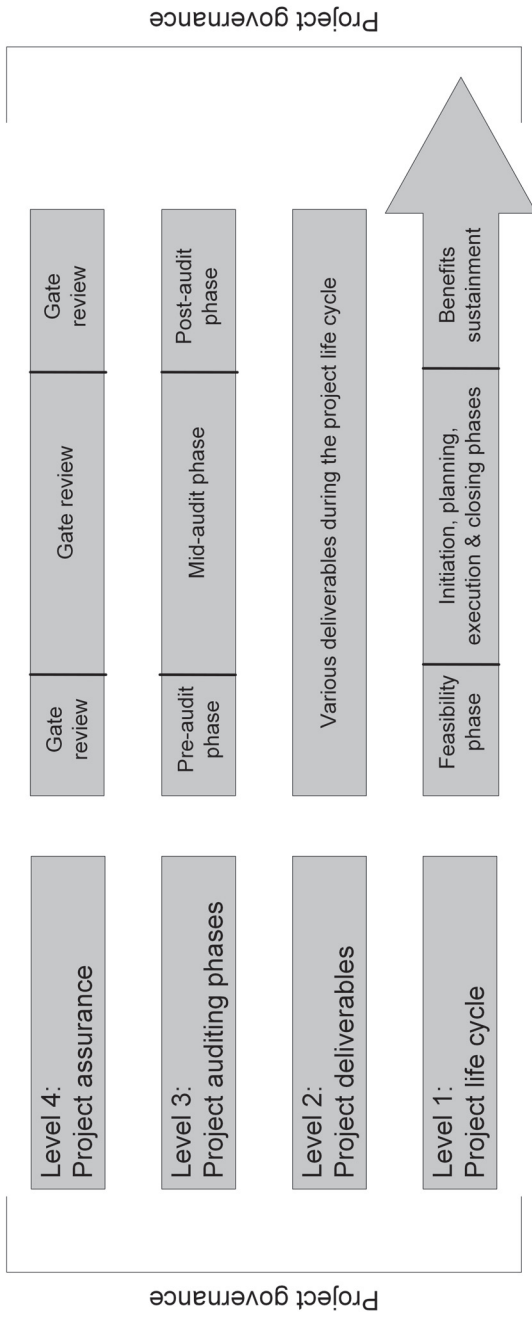 Project governance
Level 4:
Project assurance
Gate
review
Gate review
Gate
review
Level 3:
Project auditing phases
Pre-audit
phase
Mid-audit phase
Post-audit
phase
Level 2:
Project deliverables
Various deliverables during the project life cycle
Level 1:
Project life cycle
Feasibility
phase
Initiation, planning,
execution & closing phases
Benefits
sustainment
Project governance